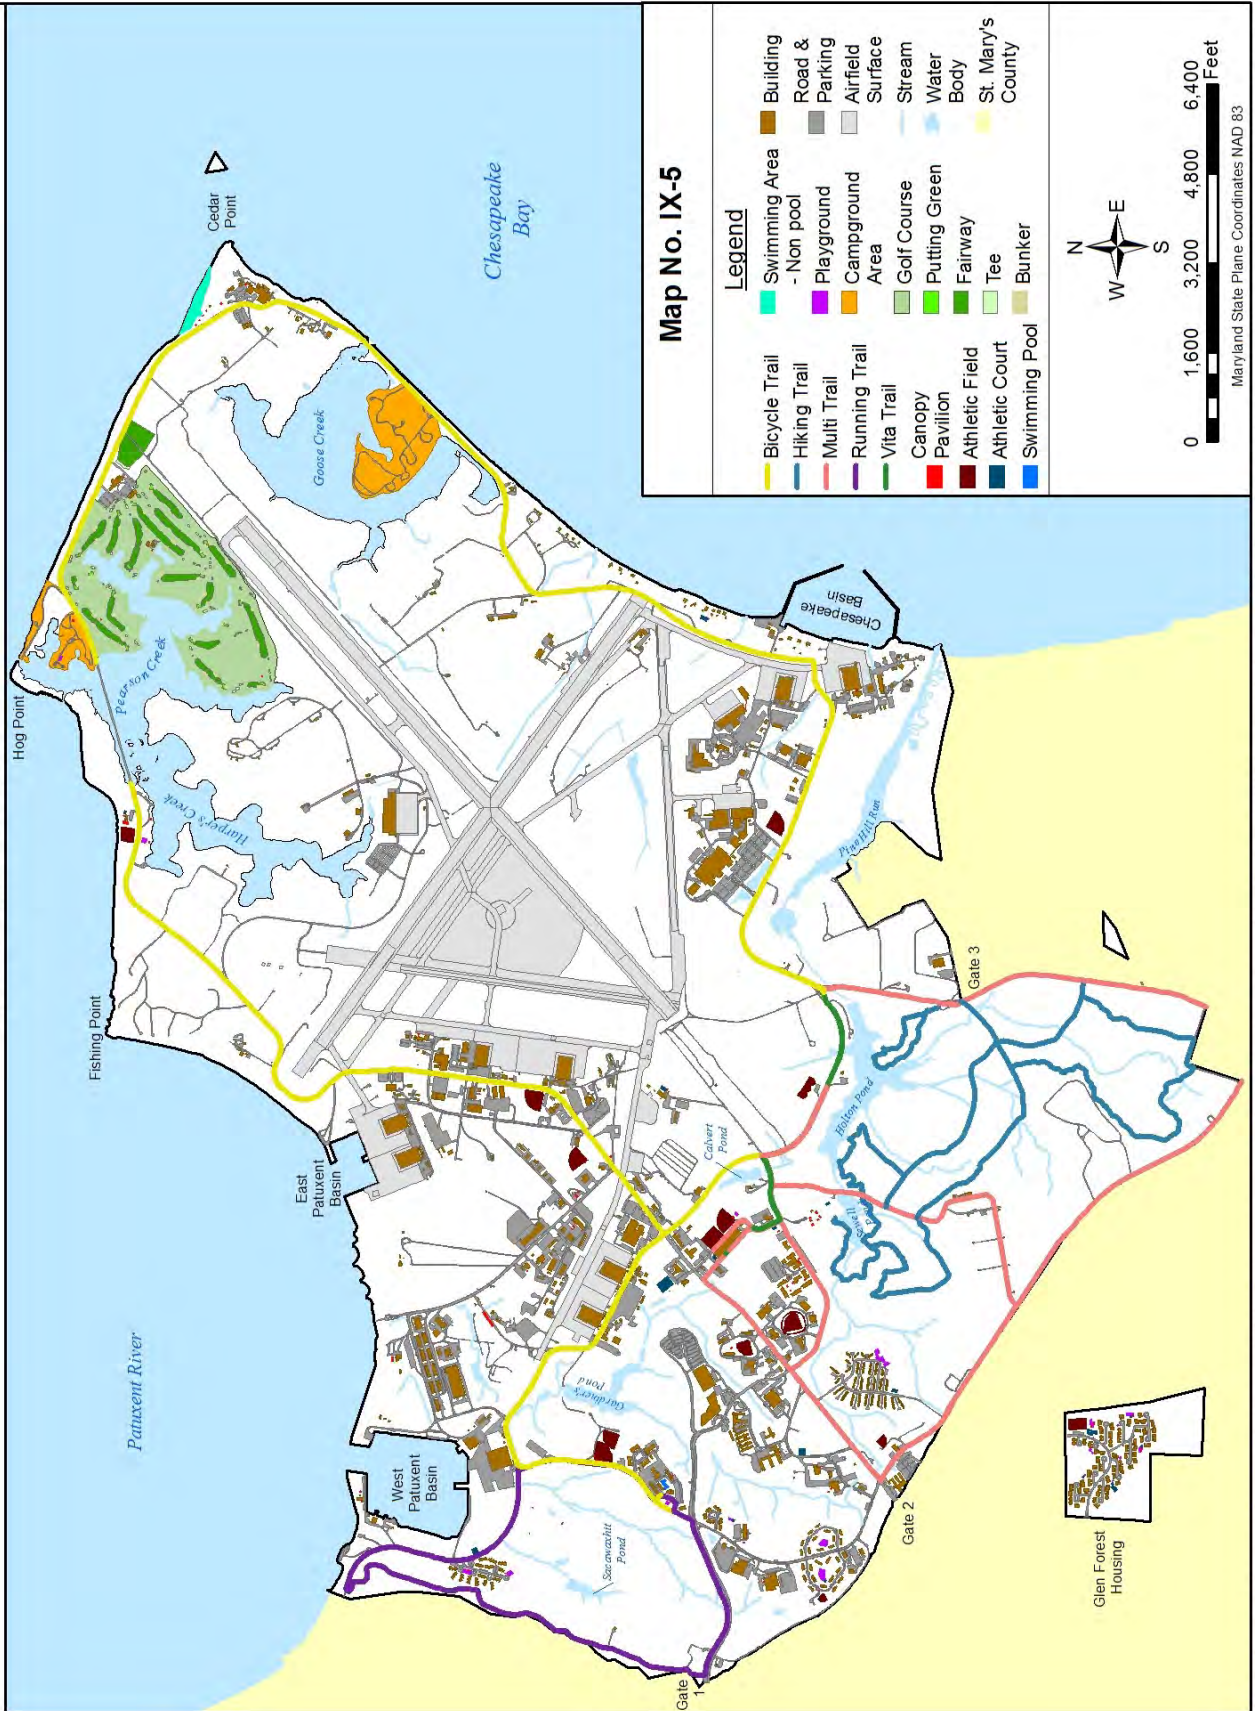 Hog Point
Cedar
Point
Chesapeake
Bay
Pearson Creek
Goose Creek
Harper's Creek
Fishing Point
East
Patuxent
Basin
Patuxent River
West
Patuxent
Basin
Chesapeake
Basin
Pine Hill Run
Calvert
Pond
Holton Pond
Sewell
Gardner's
Pond
Pond
Gate 3
Gate 2
Gate
1
Glen Forest
Housing
Map No. IX-5
Legend
Bicycle Trail
Hiking Trail
Multi Trail
Running Trail
Vita Trail
Canopy
Pavilion
Athletic Field
Athletic Court
Swimming Pool
Swimming Area
- Non pool
Playground
Campground
Area
Golf Course
Putting Green
Fairway
Tee
Bunker
Building
Road &
Parking
Airfield
Surface
Stream
Water
Body
St. Mary's
County
N
W
E
S
0 1,600 3,200 4,800 6,400
Feet
Maryland State Plane Coordinates NAD 83